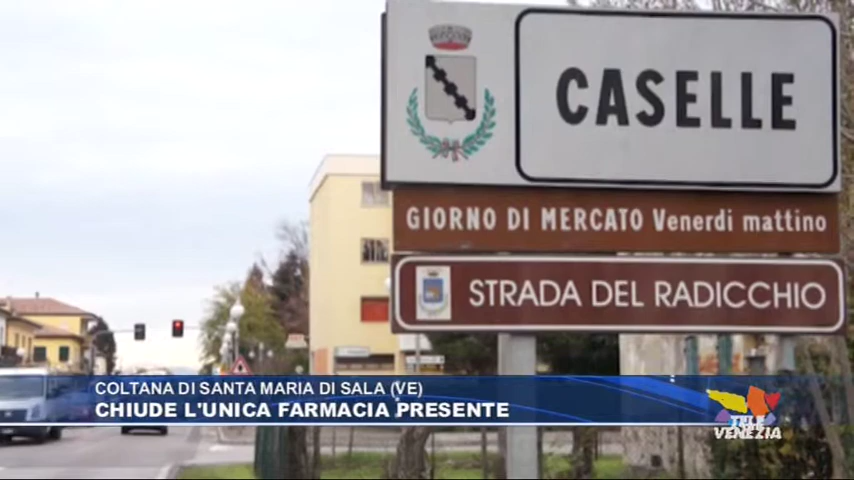 CASELLE
GIORNO DI MERCATO Venerdi mattino
STRADA DEL RADICCHIO
COLTANA DI SANTA MARIA DI SALA (VE)
CHIUDE L'UNICA FARMACIA PRESENTE
TELE
VENEZIA